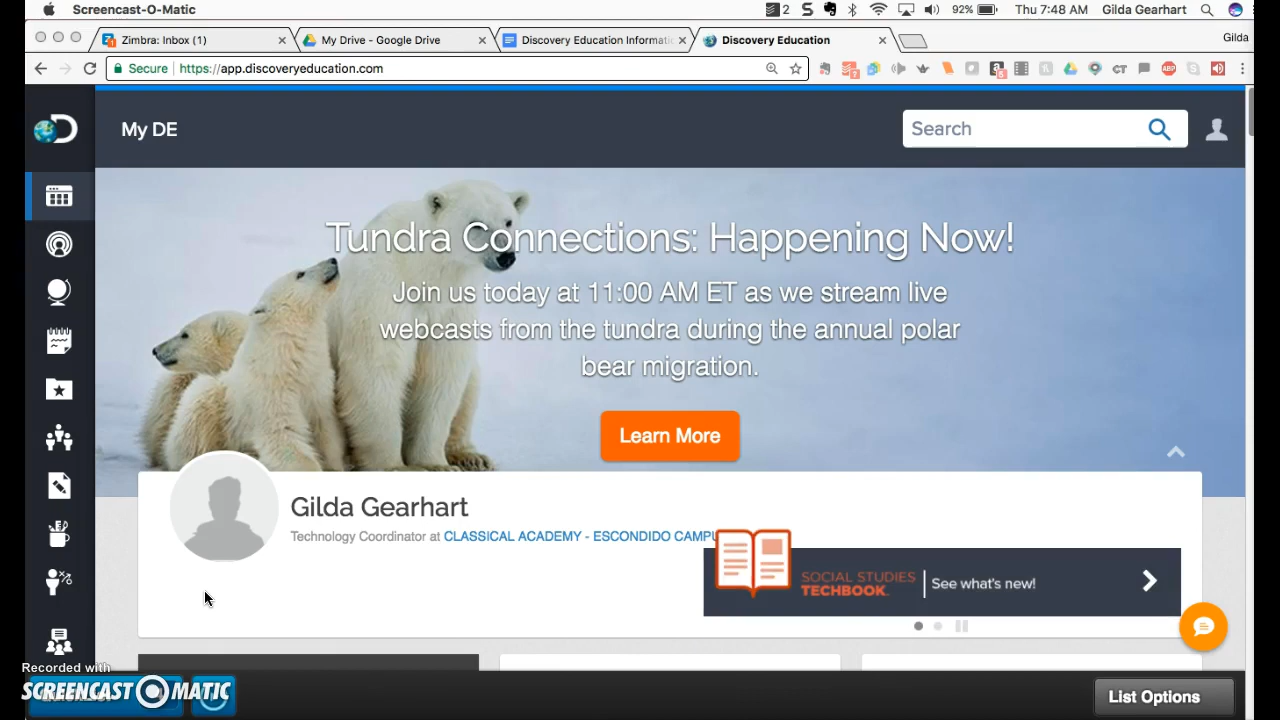 Screencast-O-Matic
2
92%
Thu 7:48 AM
Gilda Gearhart
Zimbra: Inbox (1)
My Drive - Google Drive
Discovery Education Informatic
Discovery Education
Gilda
Secure
https://app.discoveryeducation.com
My DE
Search
Tundra Connections: Happening Now!
Join us today at 11:00 AM ET as we stream live
webcasts from the tundra during the annual polar
bear migration.
Learn More
Gilda Gearhart
Technology Coordinator at CLASSICAL ACADEMY - ESCONDIDO CAMPU
SOCIAL STUDIES
TECHBOOK
See what's new!
Recorded with
SCREENCAST-O-MATIC
List Options